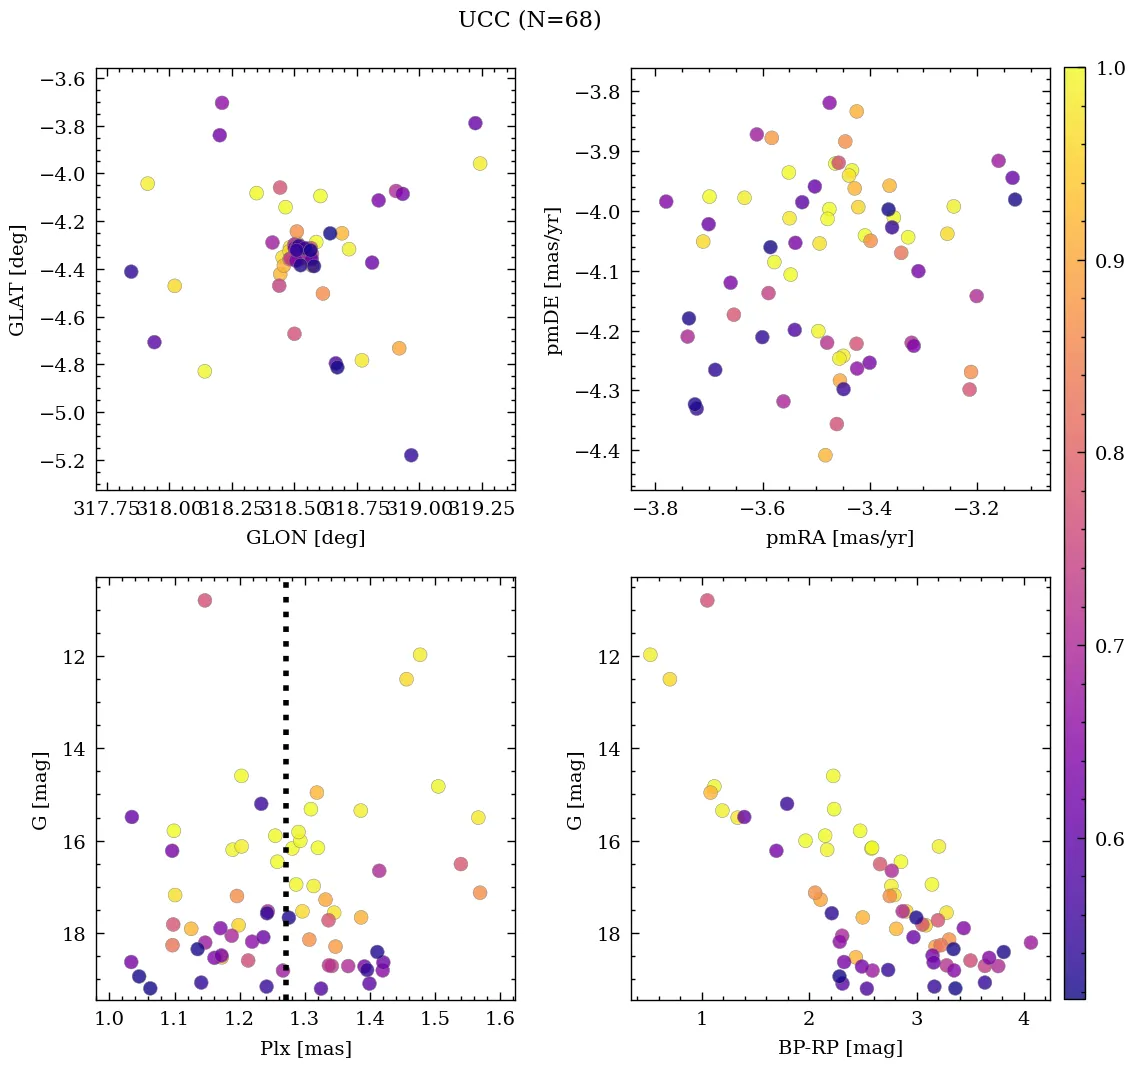 UCC (N=68)
−3.6
−3.8
−4.0
−4.2
−4.4
−4.6
−4.8
−5.0
−5.2
GLAT [deg]
317.75 318.00 318.25 318.50 318.75 319.00 319.25
GLON [deg]
−3.8
−3.9
−4.0
−4.1
−4.2
−4.3
−4.4
pmDE [mas/yr]
−3.8 −3.6 −3.4 −3.2
pmRA [mas/yr]
12
14
16
18
G [mag]
1.0 1.1 1.2 1.3 1.4 1.5 1.6
Plx [mas]
12
14
16
18
G [mag]
1 2 3 4
BP-RP [mag]
1.0
0.9
0.8
0.7
0.6